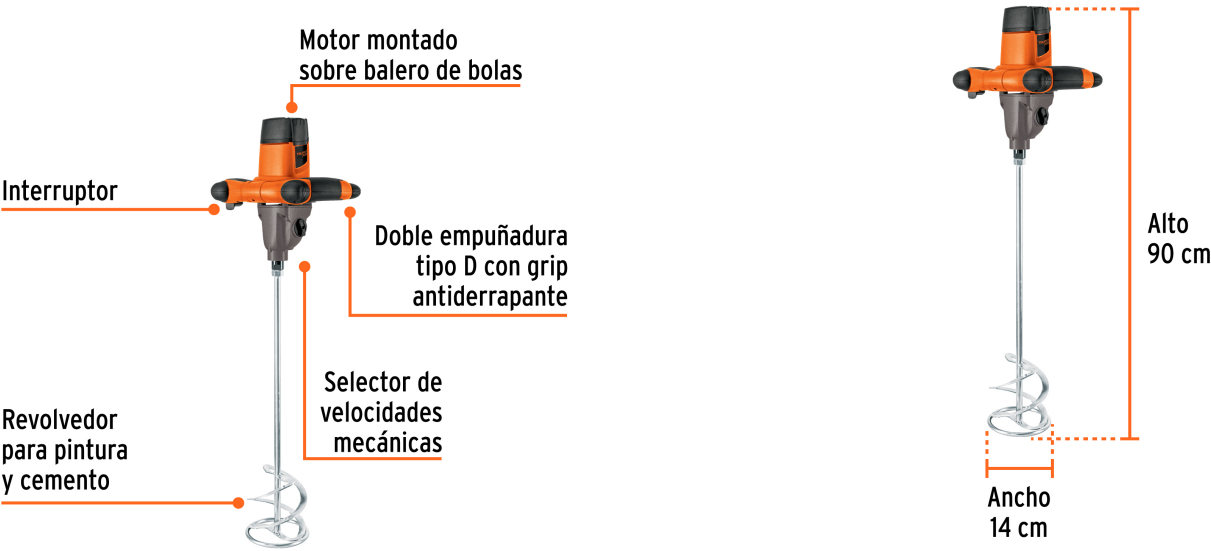 Motor montado
sobre balero de bolas
Interruptor
Doble empuñadura
tipo D con grip
antiderrapante
Selector de
velocidades
mecánicas
Revolvedor
para pintura
y cemento
Alto
90 cm
Ancho
14 cm